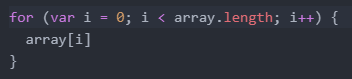 for (var i = 0; i < array.length; i++) {
  array[i]
}